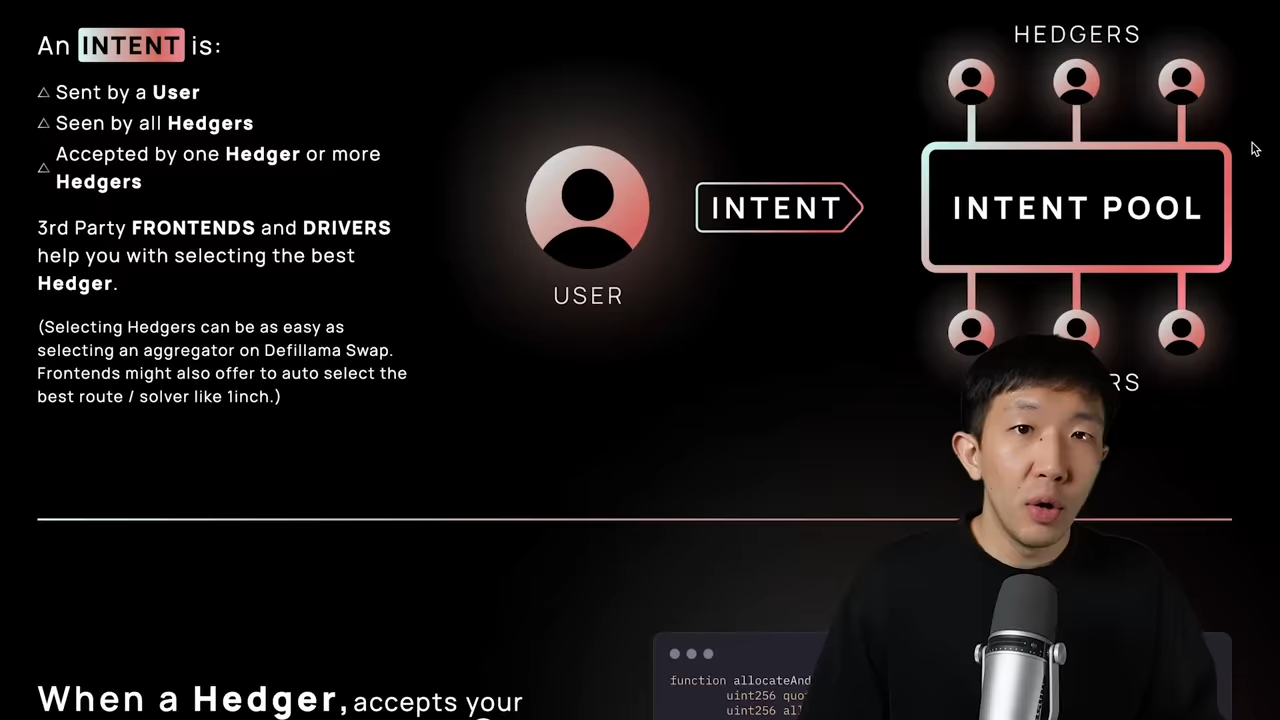 An INTENT is:
Sent by a User
Seen by all Hedgers
Accepted by one Hedger or more
Hedgers
3rd Party FRONTENDS and DRIVERS
help you with selecting the best
Hedger.
(Selecting Hedgers can be as easy as
selecting an aggregator on Defillama Swap.
Frontends might also offer to auto select the
best route / solver like 1inch.)
USER
INTENT
HEDGERS
INTENT POOL
RS
When a Hedger, accepts your
function allocateAnd
uint256 quo
uint256 all